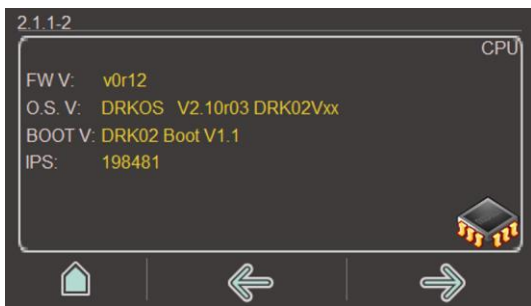 2.1.1-2
CPU
FW V: v0r12
O.S. V: DRKOS V2.10r03 DRK02Vxx
BOOT V: DRK02 Boot V1.1
IPS: 198481